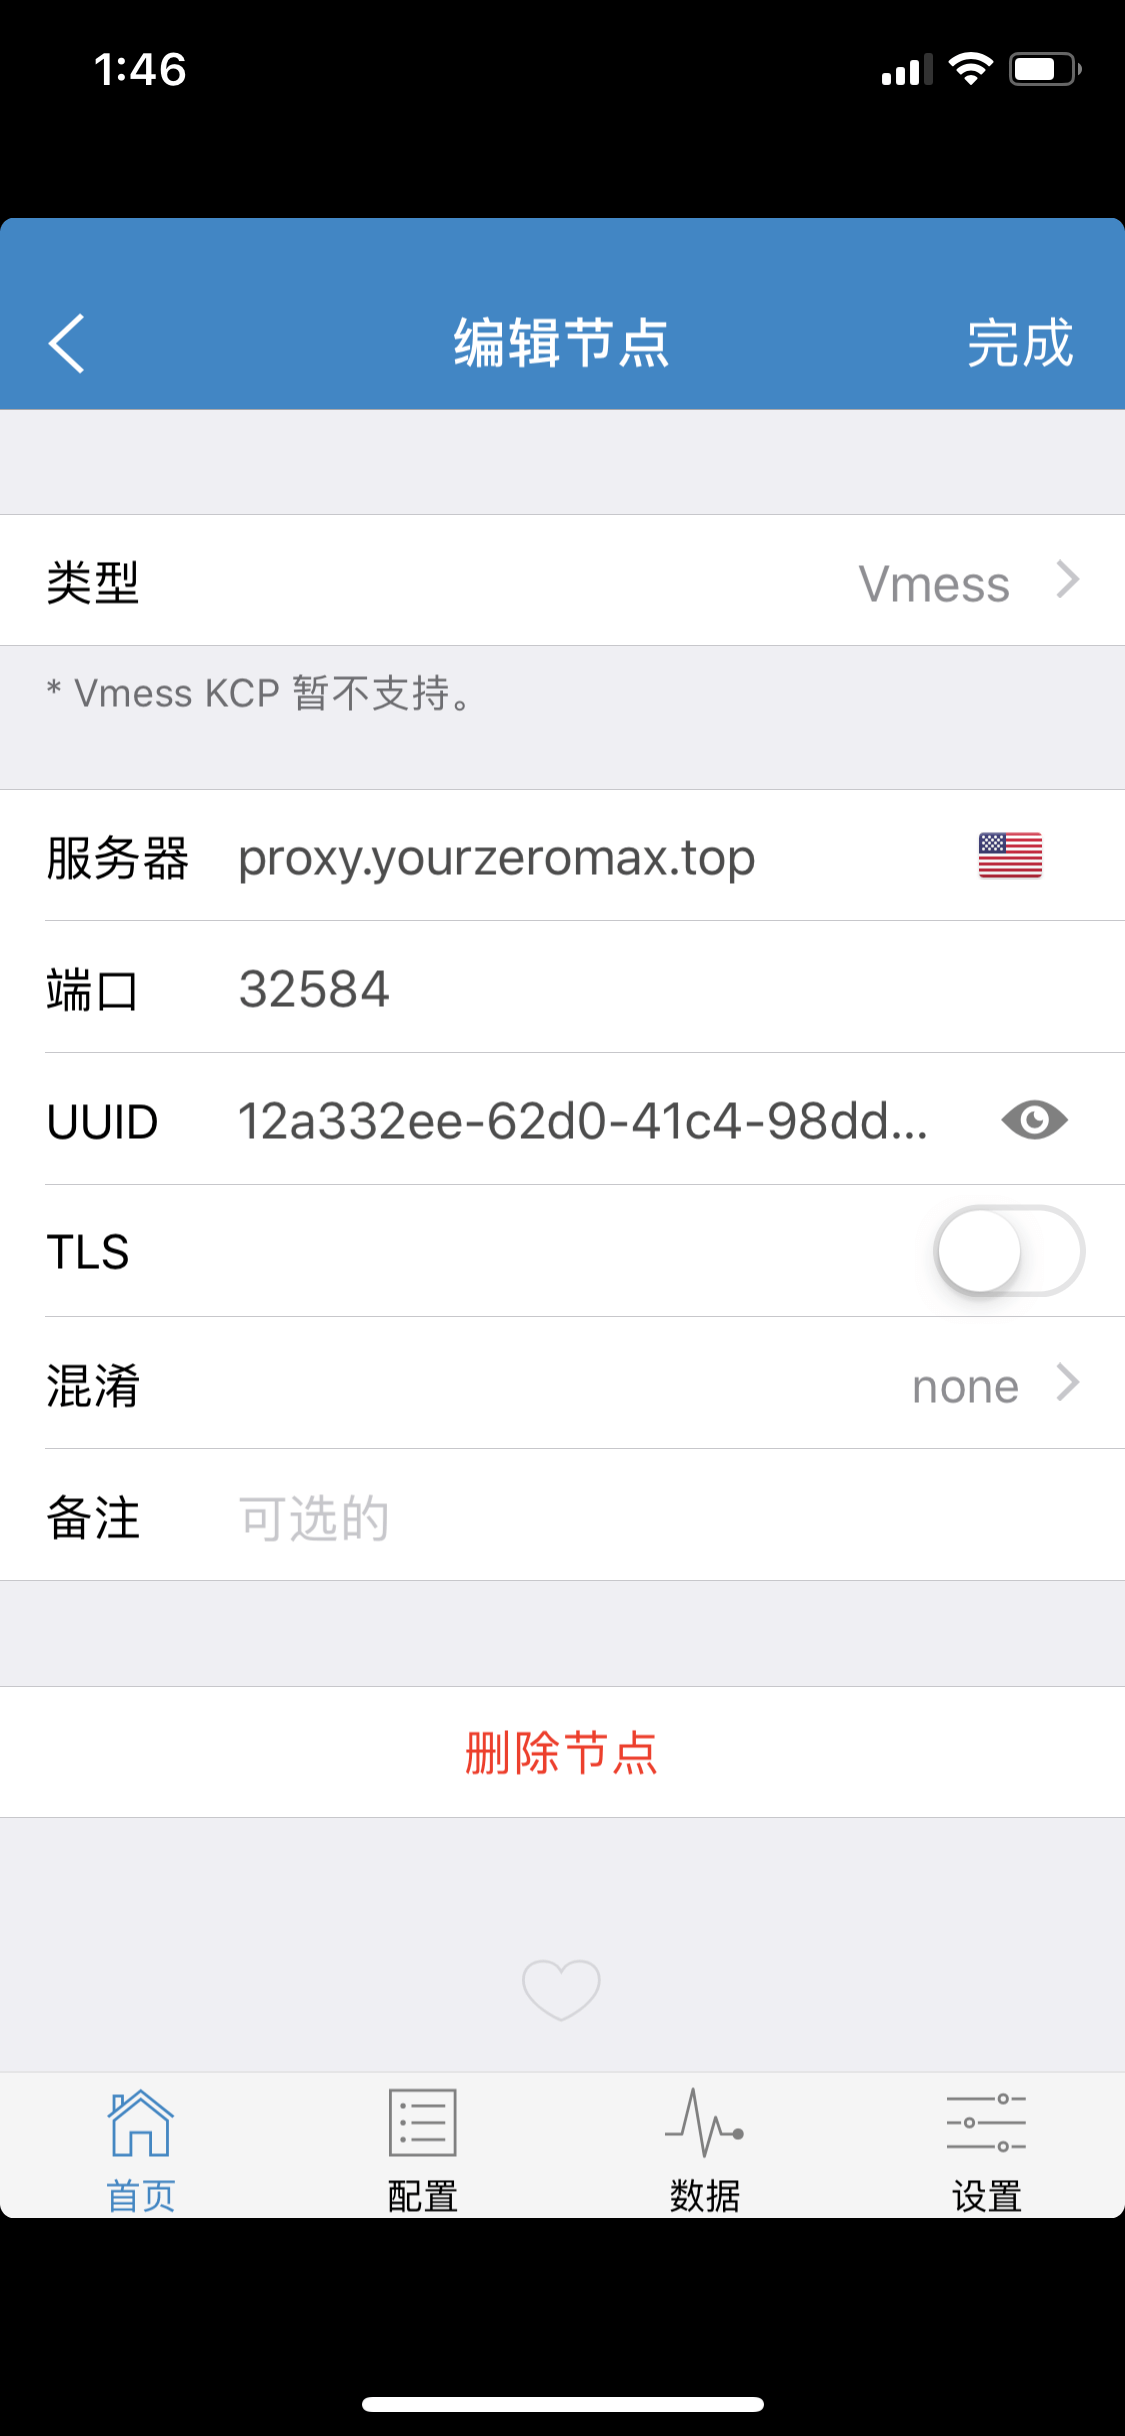 1:46
编辑节点
完成
类型
Vmess
* Vmess KCP 暂不支持。
服务器 proxy.yourzeromax.top
端口 32584
UUID 12a332ee-62d0-41c4-98dd...
TLS
混淆 none
备注 可选的
删除节点
首页 配置 数据 设置